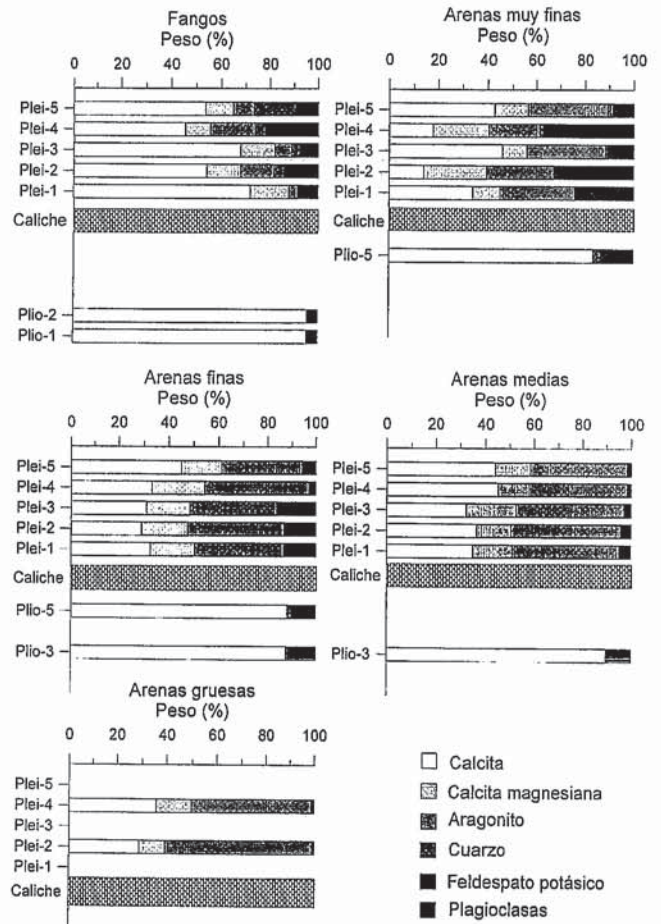 Fangos
Peso (%)
0 20 40 60 80 100
Plei-5
Plei-4
Plei-3
Plei-2
Plei-1
Caliche
Plio-2
Plio-1
Arenas muy finas
Peso (%)
0 20 40 60 80 100
Plei-5
Plei-4
Plei-3
Plei-2
Plei-1
Caliche
Plio-5
Arenas finas
Peso (%)
0 20 40 60 80 100
Plei-5
Plei-4
Plei-3
Plei-2
Plei-1
Caliche
Plio-5
Plio-3
Arenas medias
Peso (%)
0 20 40 60 80 100
Plei-5
Plei-4
Plei-3
Plei-2
Plei-1
Caliche
Plio-3
Arenas gruesas
Peso (%)
0 20 40 60 80 100
Plei-5
Plei-4
Plei-3
Plei-2
Plei-1
Caliche
Calcita
Calcita magnesiana
Aragonito
Cuarzo
Feldespato potásico
Plagioclasas